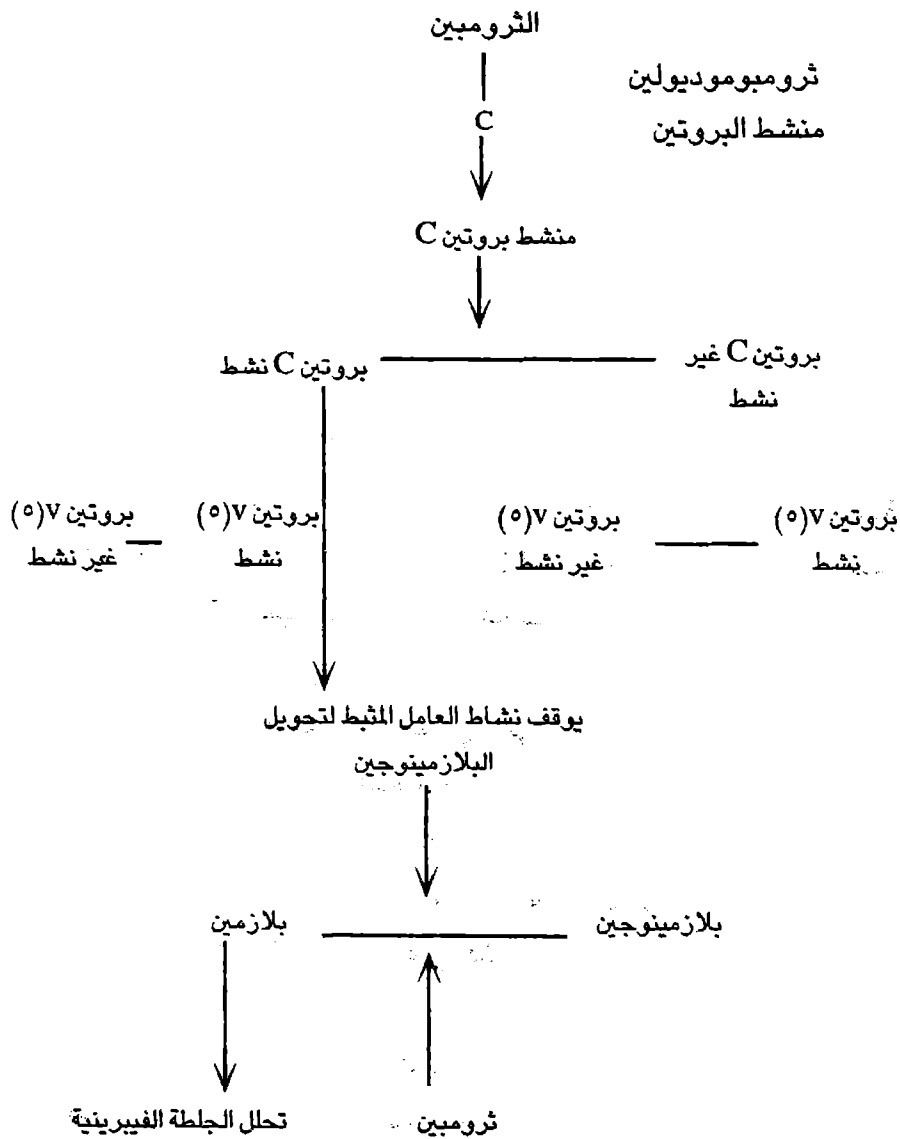 الثرومبين
ثرومبوموديولين
C
منشط البروتين
منشط بروتين C
بروتين C غير
نشط
بروتين C نشط
بروتين v(٥)
نشط
بروتين v(٥)
غير نشط
بروتين v(٥)
نشط
بروتين v(٥)
غير نشط
يوقف نشاط العامل المثبط لتحويل
البلازمينوجين
بلازمينوجين
بلازمين
ثرومبين
تحلل الجلطة الفيبرينية